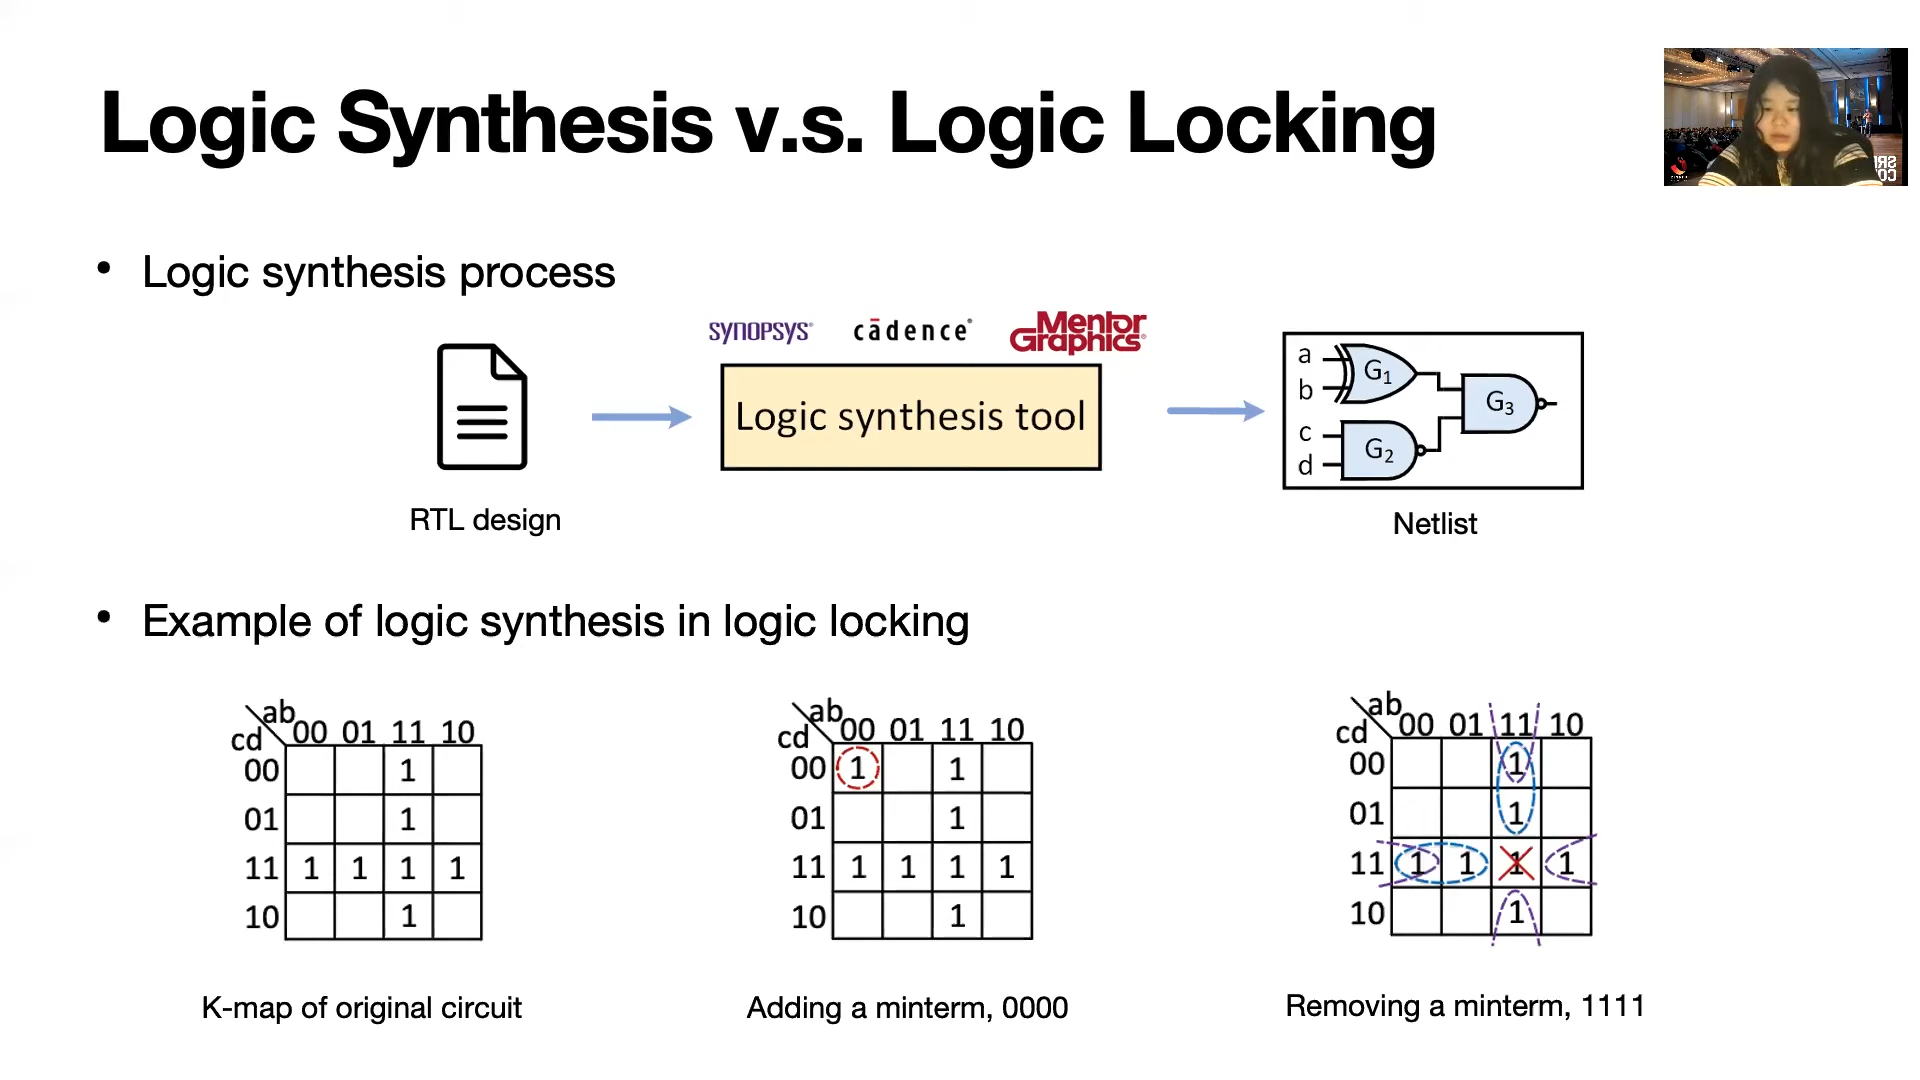 Logic Synthesis v.s. Logic Locking
• Logic synthesis process
SYNOPSYS® cādence® Mentor Graphics®
Logic synthesis tool
a
b
c
d
G1
G2
G3
RTL design
Netlist
• Example of logic synthesis in logic locking
ab
cd
00 01 11 10
00 1
01 1
11 1 1 1 1
10 1
K-map of original circuit
ab
cd
00 01 11 10
00 1 1
01 1
11 1 1 1 1
10 1
Adding a minterm, 0000
ab
cd
00 01 11 10
00 1
01 1
11 1 1 1 1
10 1
Removing a minterm, 1111